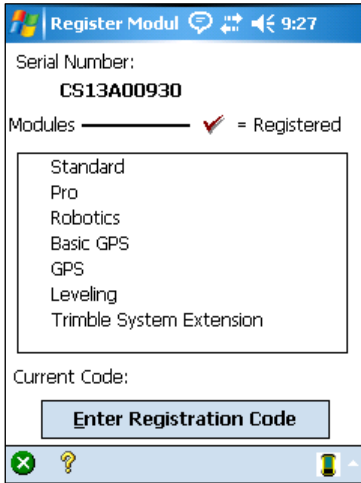 Register Modul 9:27
Serial Number:
CS13A00930
Modules = Registered
Standard
Pro
Robotics
Basic GPS
GPS
Leveling
Trimble System Extension
Current Code:
Enter Registration Code
?